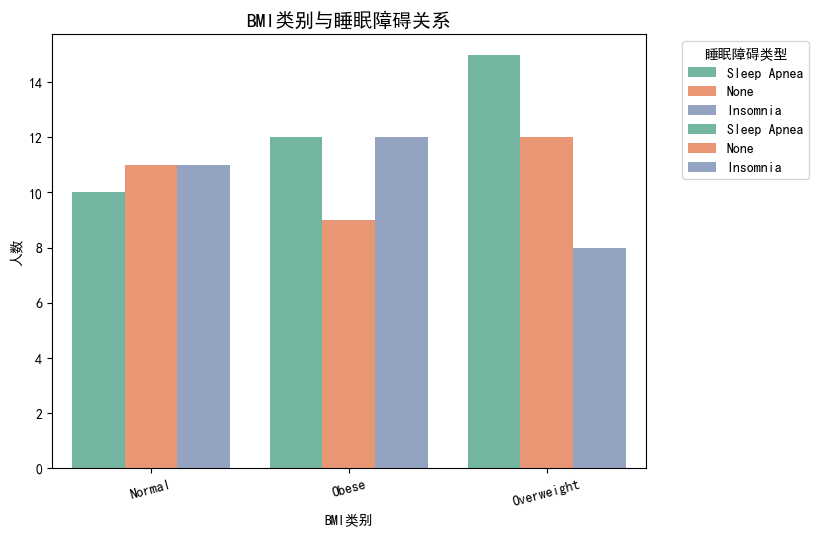 BMI类别与睡眠障碍关系
睡眠障碍类型
Sleep Apnea
None
Insomnia
Sleep Apnea
None
Insomnia
人数
14
12
10
8
6
4
2
0
Normal
Obese
Overweight
BMI类别